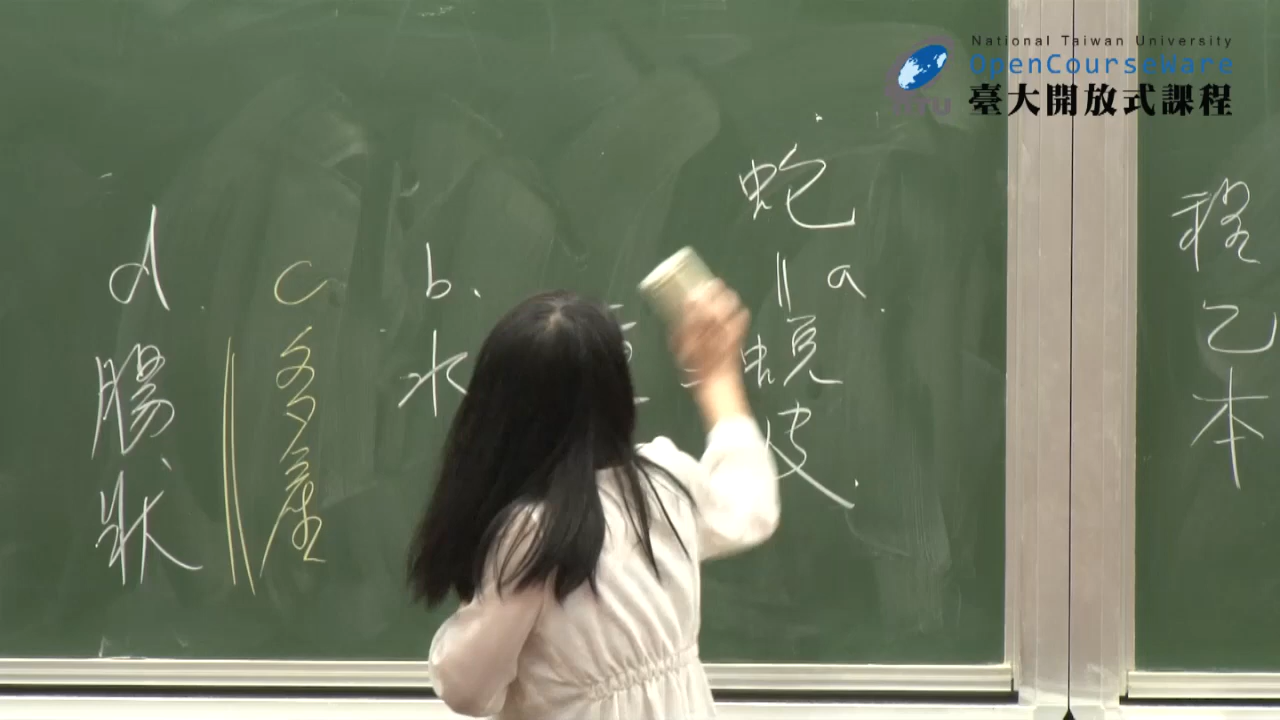 National Taiwan University
OpenCourseWare
臺大開放式課程
程乙本
蛇
a.
蛻皮.
b.
水
c
多產
d
腸狀